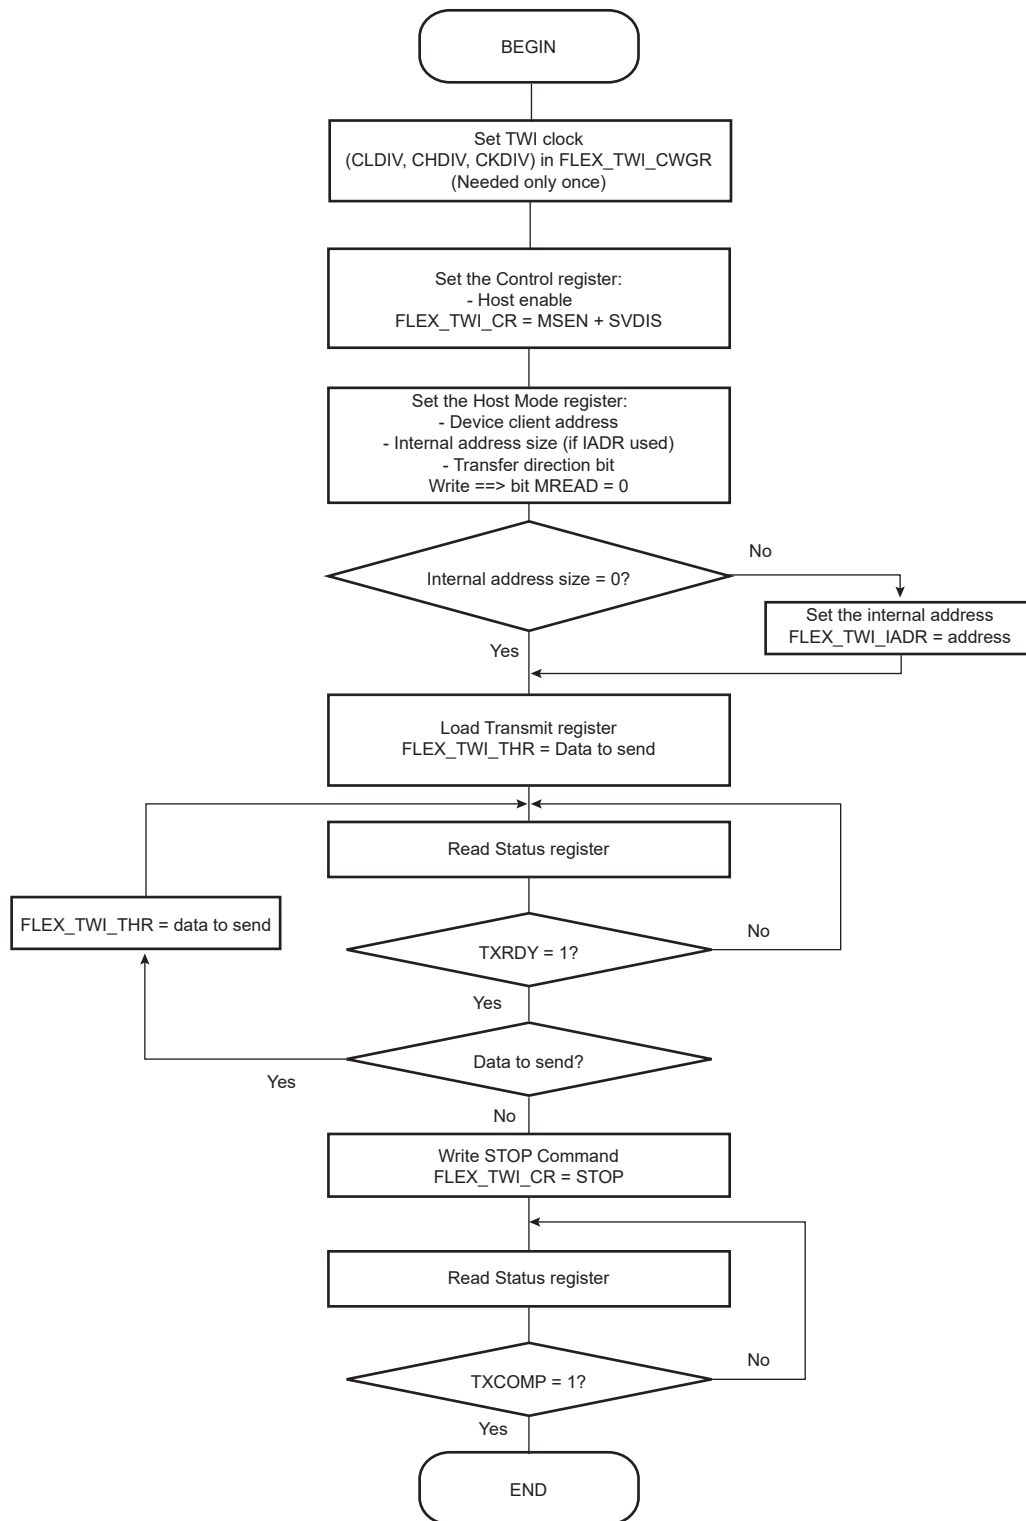 BEGIN
Set TWI clock
(CLDIV, CHDIV, CKDIV) in FLEX_TWI_CWGR
(Needed only once)
Set the Control register:
- Host enable
FLEX_TWI_CR = MSEN + SVDIS
Set the Host Mode register:
- Device client address
- Internal address size (if IADR used)
- Transfer direction bit
Write ==> bit MREAD = 0
Internal address size = 0?
No
Set the internal address
FLEX_TWI_IADR = address
Yes
Load Transmit register
FLEX_TWI_THR = Data to send
Read Status register
FLEX_TWI_THR = data to send
TXRDY = 1?
No
Yes
Data to send?
Yes
No
Write STOP Command
FLEX_TWI_CR = STOP
Read Status register
TXCOMP = 1?
No
Yes
END